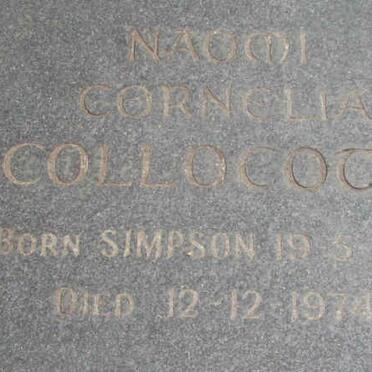 NAOMI
CORNELIA
COLLOCOT
BORN SIMPSON 19·5
DIED 12-12-1974